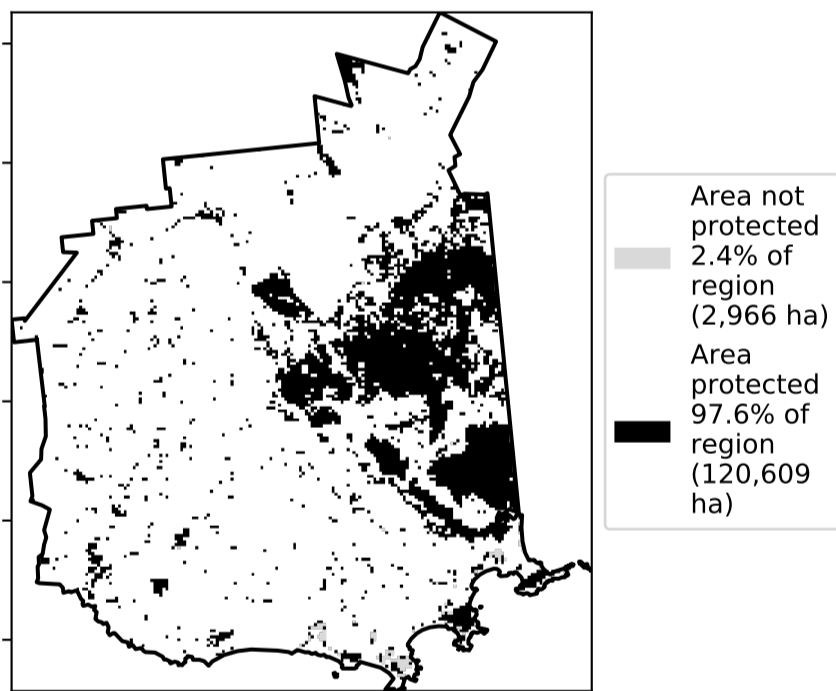 Area not
protected
2.4% of
region
(2,966 ha)
Area
protected
97.6% of
region
(120,609
ha)